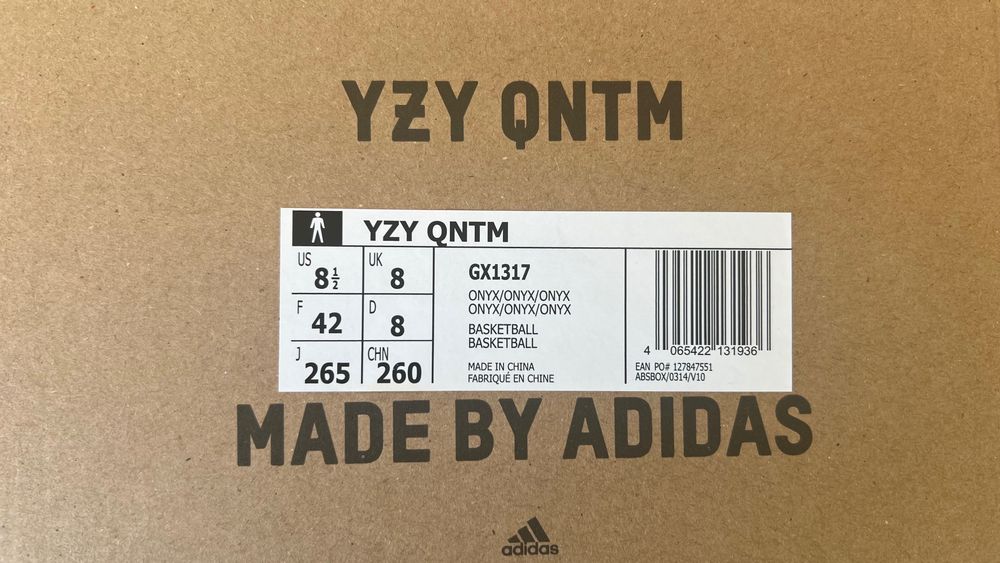 YZY QNTM
YZY QNTM
US 8½ UK 8
F 42 D 8
J 265 CHN 260
GX1317
ONYX/ONYX/ONYX
ONYX/ONYX/ONYX
BASKETBALL
BASKETBALL
MADE IN CHINA
FABRIQUÉ EN CHINE
4 065422 131936
EAN PO# 127847551
ABSBOX/0314/V10
MADE BY ADIDAS
adidas